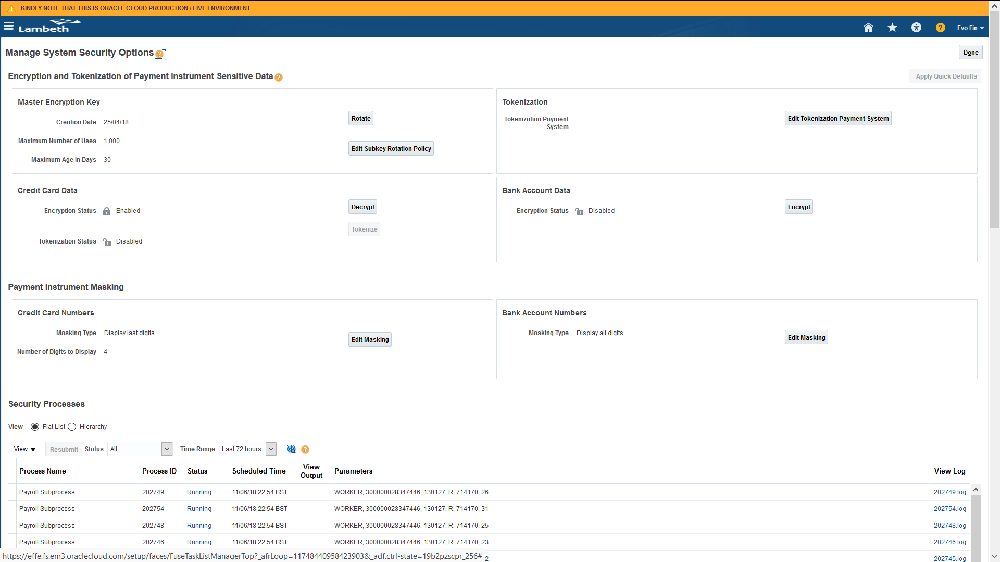 KINDLY NOTE THAT THIS IS ORACLE CLOUD PRODUCTION / LIVE ENVIRONMENT
Lambeth
Evo Fin
Manage System Security Options
Done
Encryption and Tokenization of Payment Instrument Sensitive Data
Apply Quick Defaults
Master Encryption Key
Creation Date 25/04/18
Rotate
Maximum Number of Uses 1,000
Edit Subkey Rotation Policy
Maximum Age in Days 30
Tokenization
Tokenization Payment
System
Edit Tokenization Payment System
Credit Card Data
Encryption Status Enabled
Decrypt
Tokenize
Tokenization Status Disabled
Bank Account Data
Encryption Status Disabled
Encrypt
Payment Instrument Masking
Credit Card Numbers
Masking Type Display last digits
Edit Masking
Number of Digits to Display 4
Bank Account Numbers
Masking Type Display all digits
Edit Masking
Security Processes
View Flat List Hierarchy
View Resubmit Status All Time Range Last 72 hours
Process Name Process ID Status Scheduled Time View Output Parameters View Log
Payroll Subprocess 202749 Running 11/06/18 22:54 BST WORKER, 300000028347446, 130127, R, 714170, 26 202749.log
Payroll Subprocess 202754 Running 11/06/18 22:54 BST WORKER, 300000028347446, 130127, R, 714170, 31 202754.log
Payroll Subprocess 202748 Running 11/06/18 22:54 BST WORKER, 300000028347446, 130127, R, 714170, 25 202748.log
Payroll Subprocess 202746 Running 11/06/18 22:54 BST WORKER, 300000028347446, 130127, R, 714170, 23 202746.log
https://effe.fs.em3.oraclecloud.com/setup/faces/FuseTaskListManagerTop?_afrLoop=11748440958423903&_adf.ctrl-state=19b2pzscpr_256# 2 202745.log